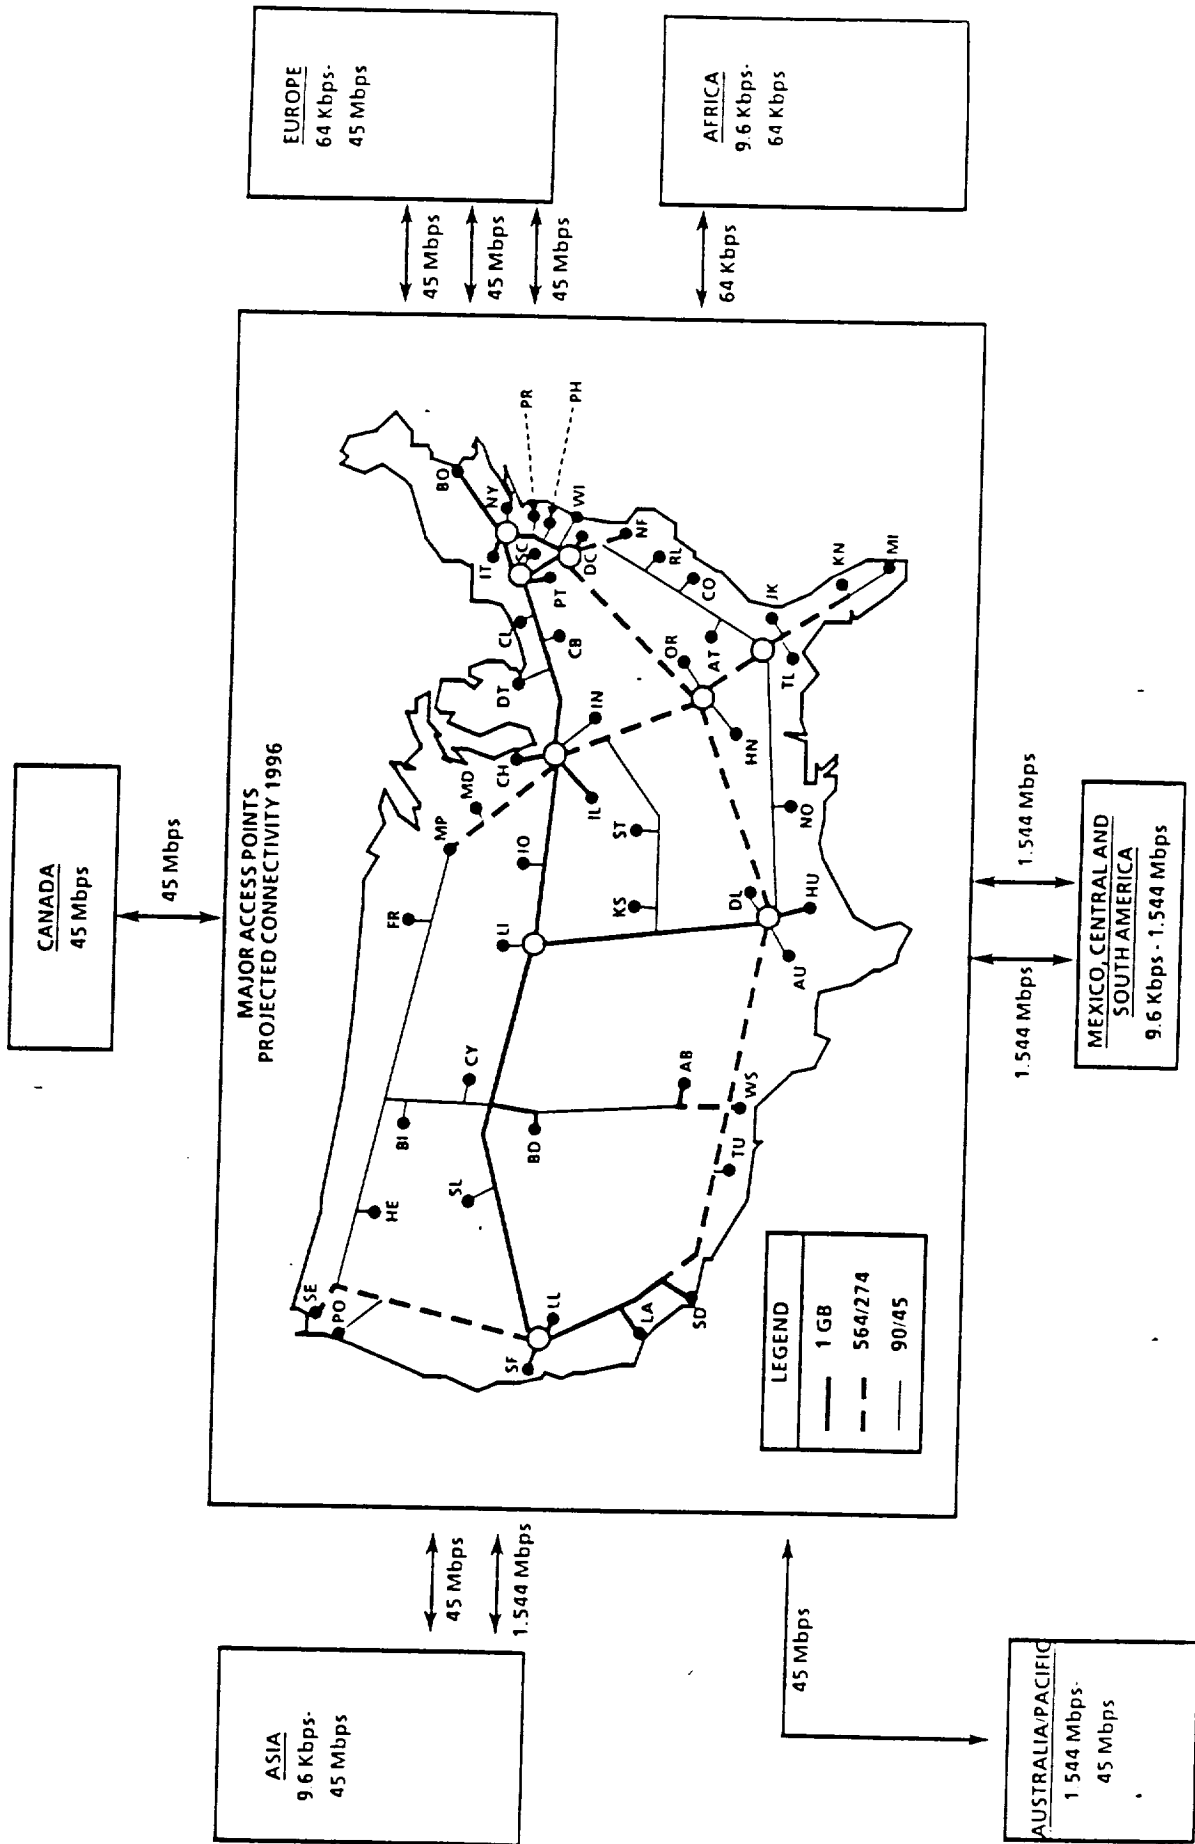 CANADA
45 Mbps
45 Mbps
MAJOR ACCESS POINTS
PROJECTED CONNECTIVITY 1996
ASIA
9.6 Kbps-
45 Mbps
45 Mbps
1.544 Mbps
EUROPE
64 Kbps-
45 Mbps
45 Mbps
45 Mbps
45 Mbps
AFRICA
9.6 Kbps
64 Kbps
64 Kbps
SE
PO
HE
BI
FR
MP
MD
CY
SL
LI
IO
CH
DT
CL
IT
BO
NY
SC
PR
PH
WI
DC
PT
CB
IN
IL
BD
SF
LL
LA
SD
KS
ST
OR
AT
CO
RL
NF
HN
DL
HU
AU
NO
TL
JK
KN
MI
AB
WS
TU
LEGEND
1 GB
564/274
90/45
45 Mbps
AUSTRALIA/PACIFIC
1.544 Mbps-
45 Mbps
1.544 Mbps
1.544 Mbps
MEXICO, CENTRAL AND
SOUTH AMERICA
9.6 Kbps - 1.544 Mbps